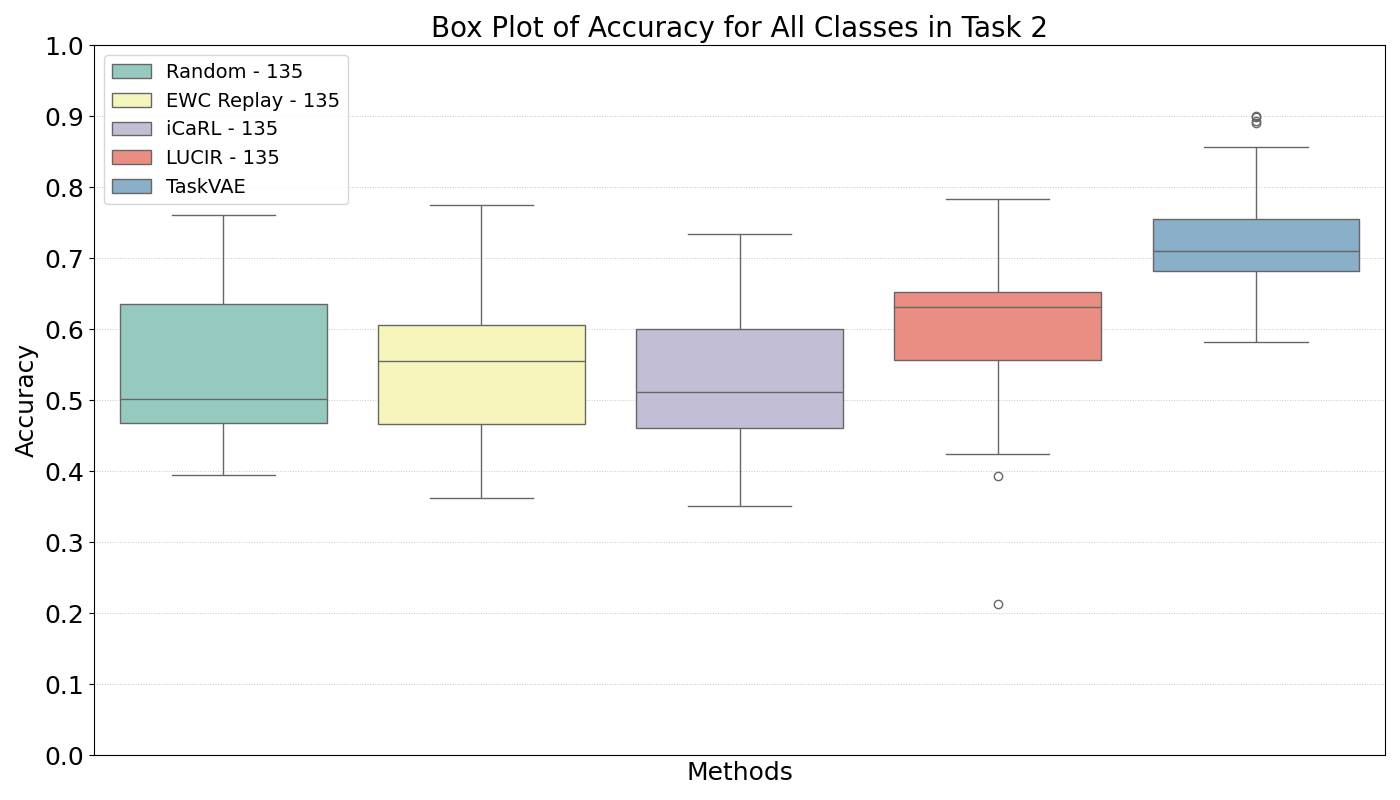 Box Plot of Accuracy for All Classes in Task 2
1.0
0.9
0.8
0.7
0.6
0.5
0.4
0.3
0.2
0.1
0.0
Accuracy
Random - 135
EWC Replay - 135
iCaRL - 135
LUCIR - 135
TaskVAE
Methods